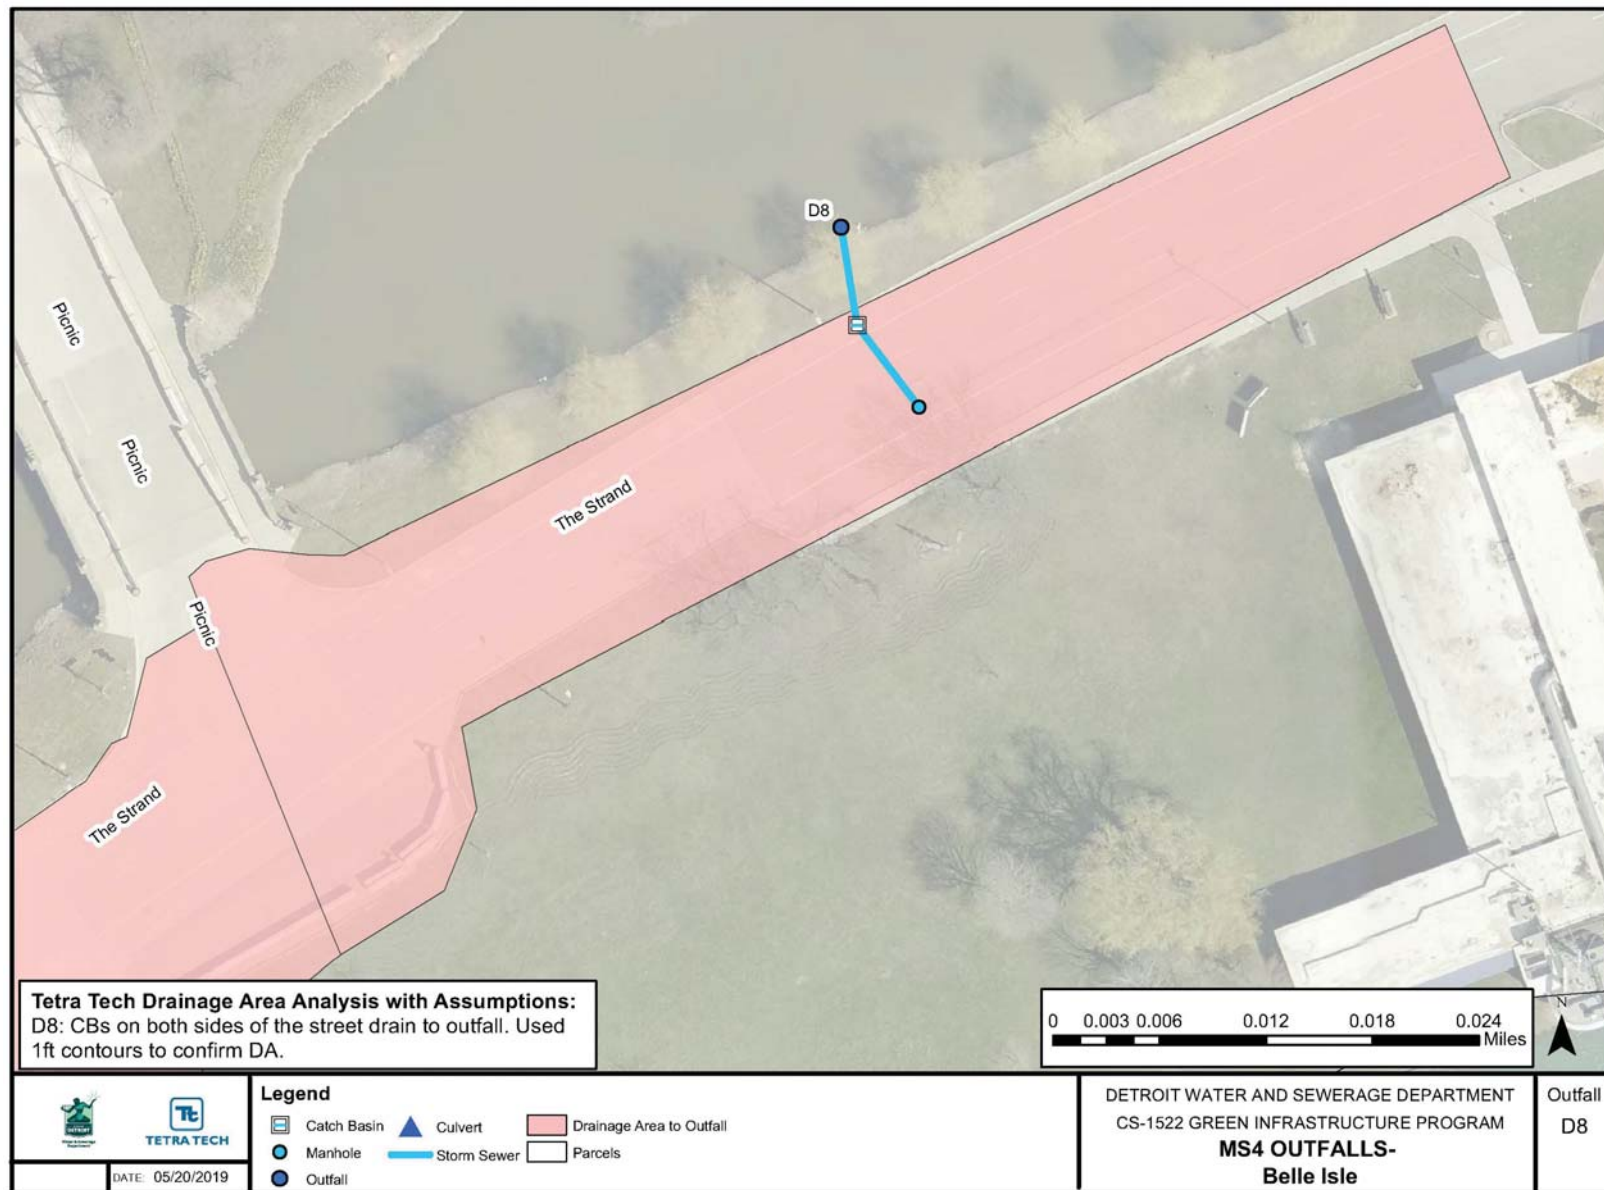 D8
Picnic
Picnic
The Strand
Picnic
The Strand
Tetra Tech Drainage Area Analysis with Assumptions:
D8: CBs on both sides of the street drain to outfall. Used
1ft contours to confirm DA.
0 0.003 0.006 0.012 0.018 0.024
Miles
N
DETROIT
TETRA TECH
DATE: 05/20/2019
Legend
Catch Basin
Manhole
Outfall
Culvert
Storm Sewer
Drainage Area to Outfall
Parcels
DETROIT WATER AND SEWERAGE DEPARTMENT
CS-1522 GREEN INFRASTRUCTURE PROGRAM
MS4 OUTFALLS-
Belle Isle
Outfall
D8